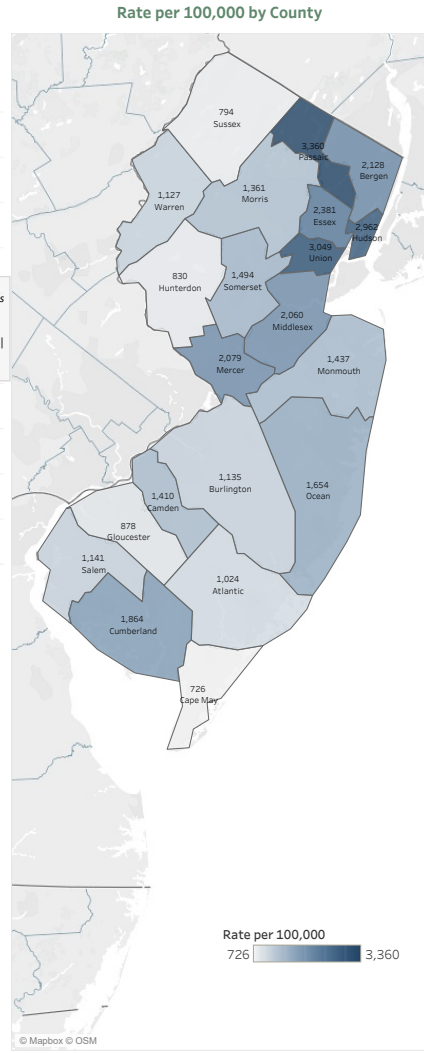 Rate per 100,000 by County
794
Sussex
3,360
Passaic
2,128
Bergen
1,127
Warren
1,361
Morris
2,381
Essex
2,962
Hudson
3,049
Union
830
Hunterdon
1,494
Somerset
2,060
Middlesex
2,079
Mercer
1,437
Monmouth
1,135
Burlington
1,654
Ocean
1,410
Camden
878
Gloucester
1,141
Salem
1,024
Atlantic
1,864
Cumberland
726
Cape May
Rate per 100,000
726 3,360
© Mapbox © OSM